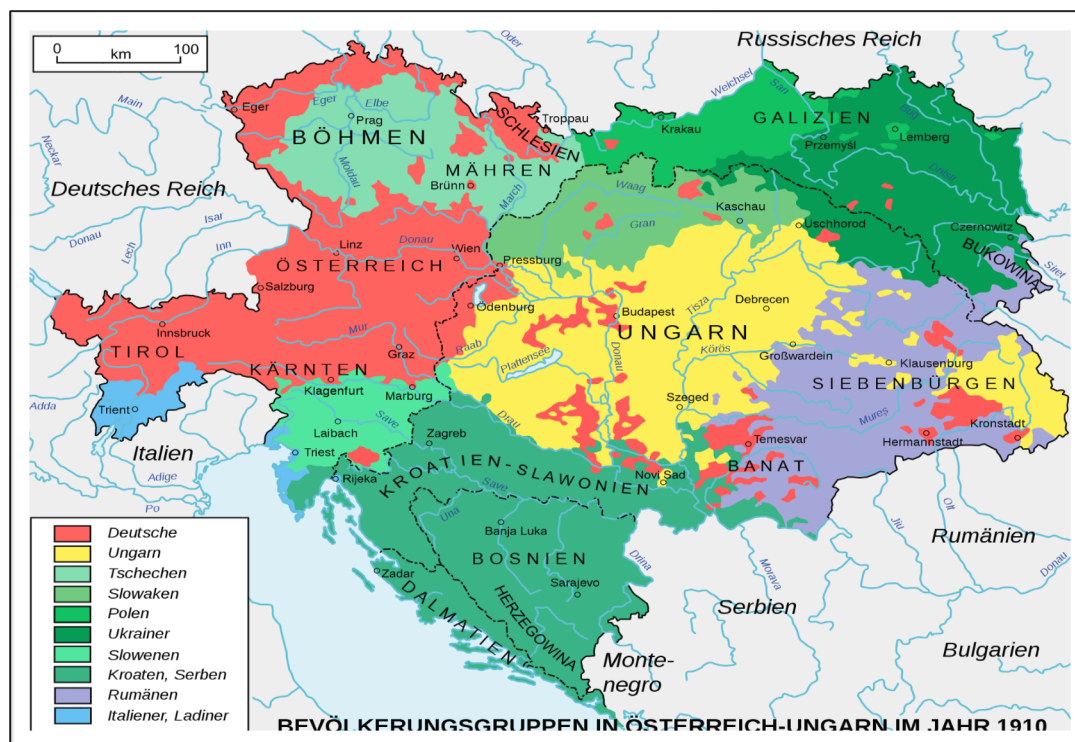 0 100
km
Russisches Reich
Oder
Weichsel
San
Main
Eger
Eger
Elbe
Prag
BÖHMEN
Moldau
Troppau
SCHLESIEN
Krakau
GALIZIEN
Bug
Lemberg
Przemyśl
Dnjstr
Neckar
MÄHREN
Brünn
March
Deutsches Reich
Waag
Gran
Kaschau
Uschhorod
Czernowitz
BUKOWINA
Siret
Donau
Lech
Isar
Inn
Linz
Donau
Wien
Pressburg
ÖSTERREICH
Salzburg
Ödenburg
Tisza
Debrecen
Budapest
UNGARN
Innsbruck
TIROL
Mur
Graz
Raab
Plattensee
Donau
Körös
Großwardein
Klausenburg
SIEBENBÜRGEN
KÄRNTEN
Klagenfurt
Marburg
Adda
Trient
Italien
Save
Laibach
Triest
Drau
Szeged
Mureș
Kronstadt
Hermannstadt
Zagreb
Temesvar
BANAT
Adige
Po
Rijeka
KROATIEN-SLAWONIEN
Novi Sad
Save
Una
Banja Luka
BOSNIEN
Drina
Sarajevo
Zadar
DALMATIEN
HERZEGOWINA
Jiu
Olt
Rumänien
Donau
Morava
Serbien
Bulgarien
Monte-
negro
Deutsche
Ungarn
Tschechen
Slowaken
Polen
Ukrainer
Slowenen
Kroaten, Serben
Rumänen
Italiener, Ladiner
BEVÖLKERUNGSGRUPPEN IN ÖSTERREICH-UNGARN IM JAHR 1910